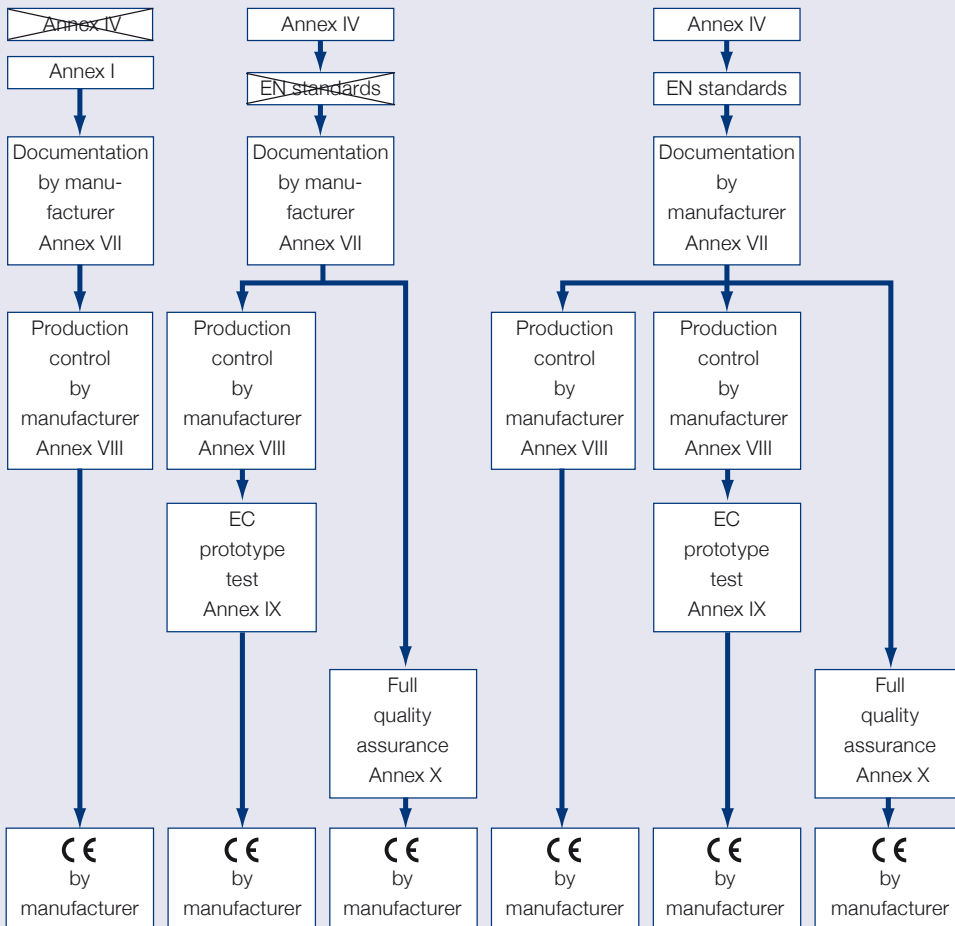 Annex IV
Annex I
Documentation
by manu-
facturer
Annex VII
Production
control
by
manufacturer
Annex VIII
CE
by
manufacturer
Annex IV
EN standards
Documentation
by manu-
facturer
Annex VII
Production
control
by
manufacturer
Annex VIII
EC
prototype
test
Annex IX
CE
by
manufacturer
Full
quality
assurance
Annex X
CE
by
manufacturer
Annex IV
EN standards
Documentation
by
manufacturer
Annex VII
Production
control
by
manufacturer
Annex VIII
CE
by
manufacturer
Production
control
by
manufacturer
Annex VIII
EC
prototype
test
Annex IX
CE
by
manufacturer
Full
quality
assurance
Annex X
CE
by
manufacturer